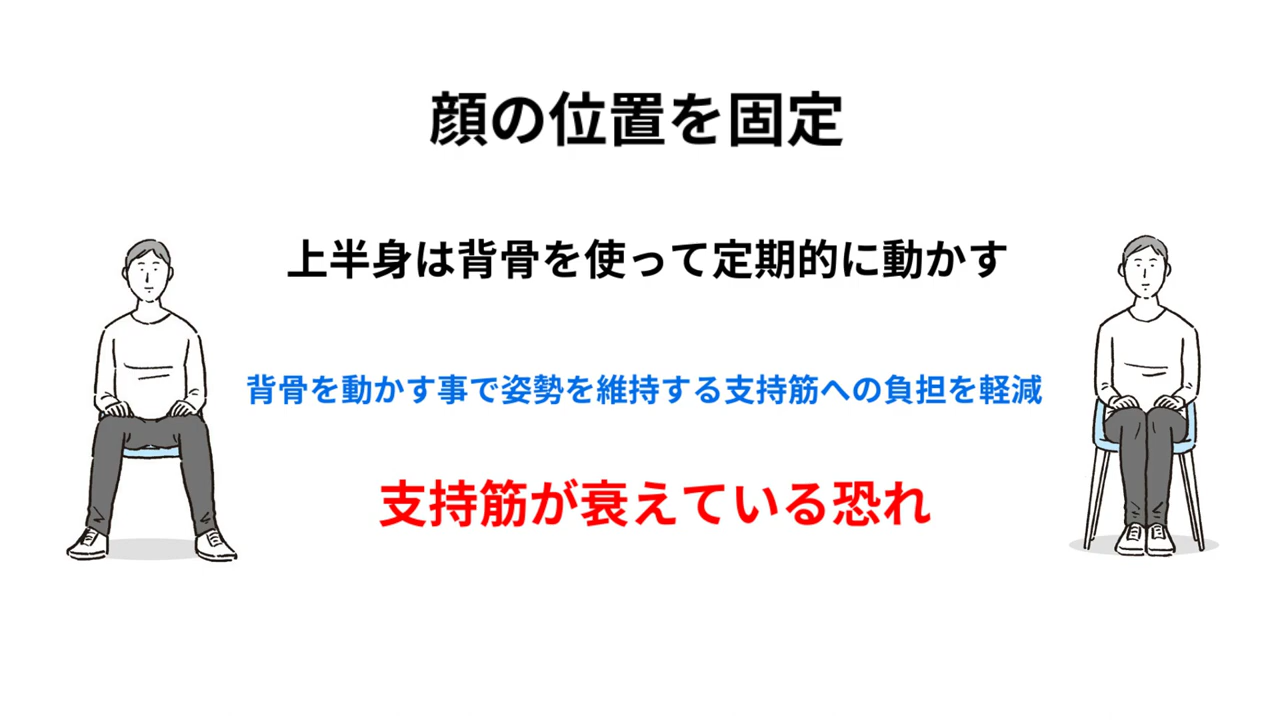 顔の位置を固定
上半身は背骨を使って定期的に動かす
背骨を動かす事で姿勢を維持する支持筋への負担を軽減
支持筋が衰えている恐れ